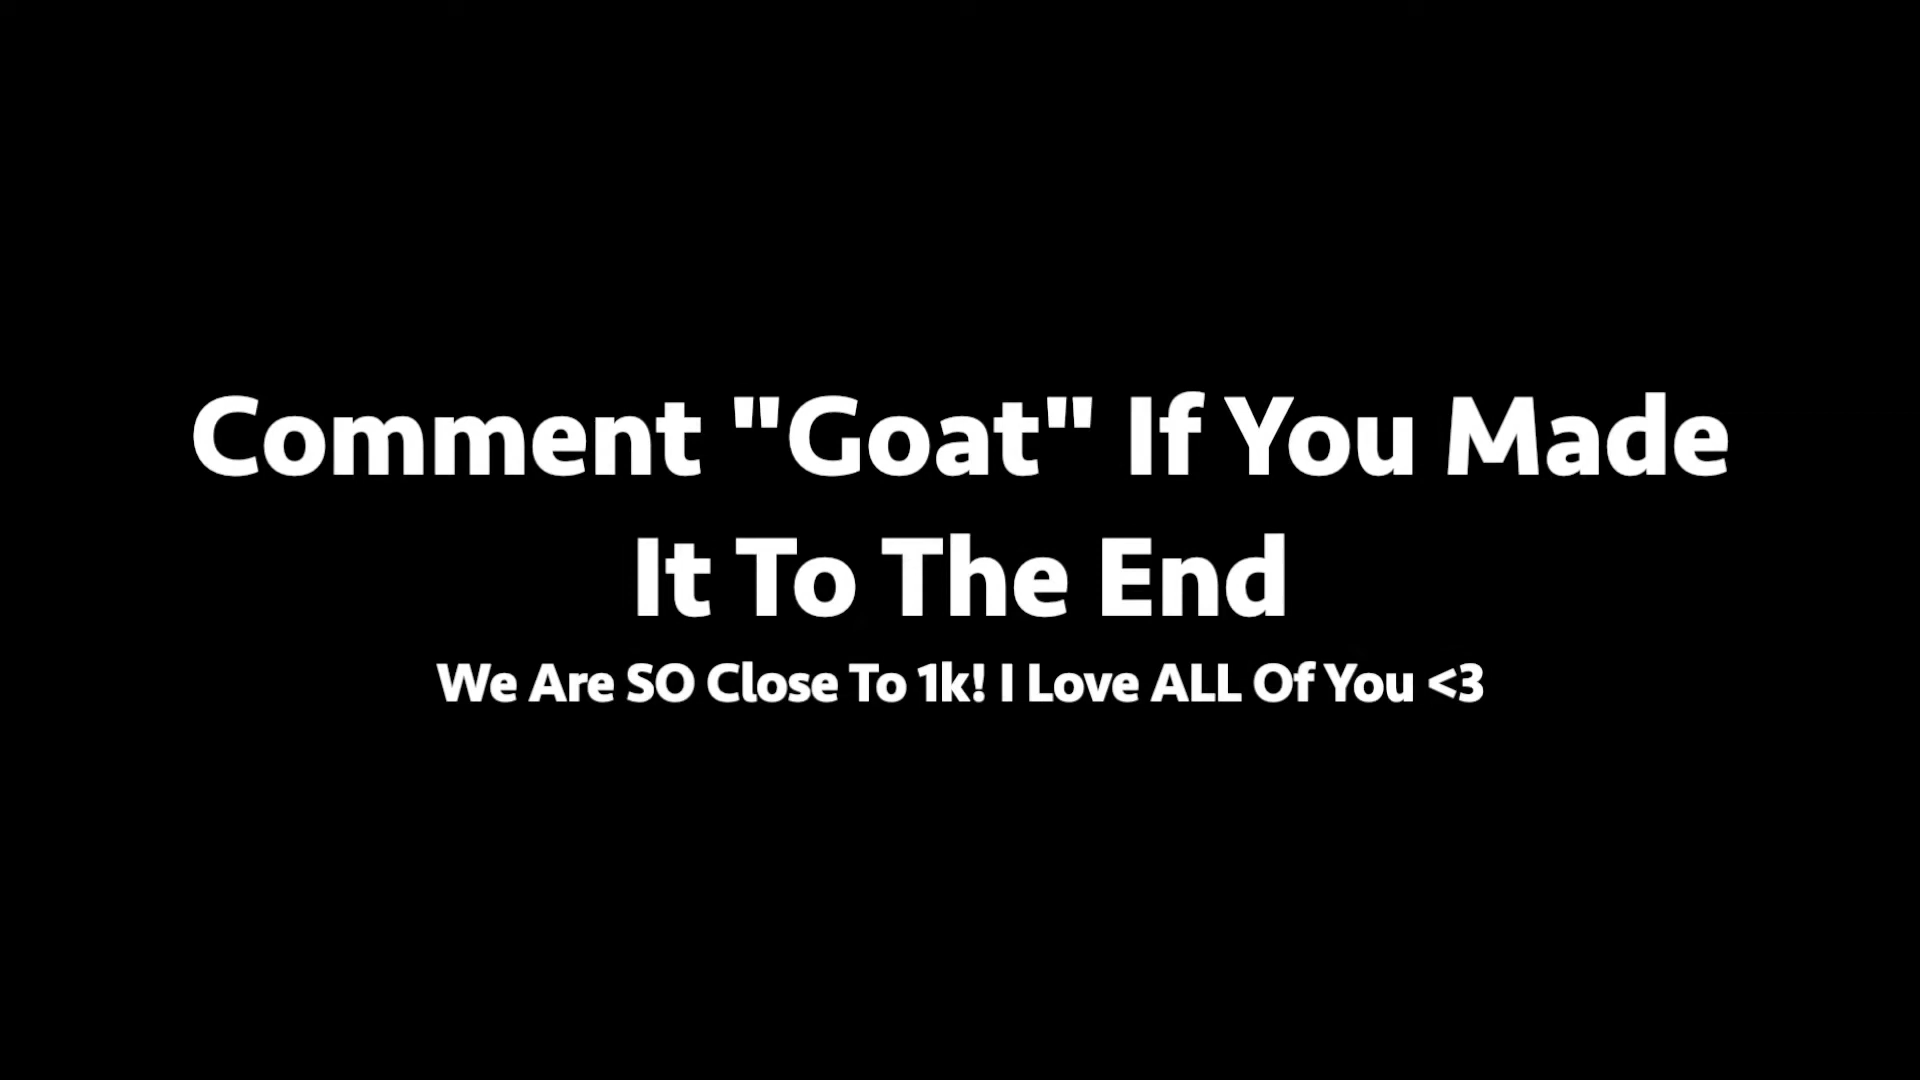 Comment "Goat" If You Made
It To The End
We Are SO Close To 1k! I Love ALL Of You <3